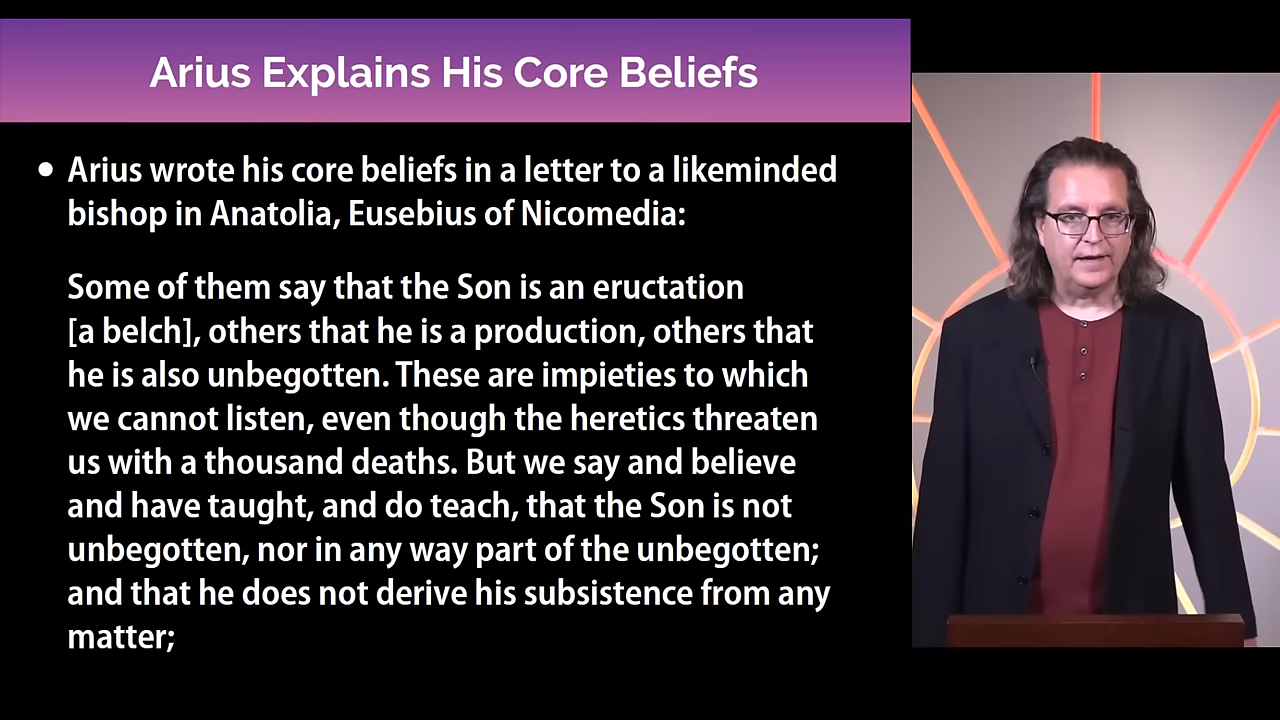 Arius Explains His Core Beliefs
• Arius wrote his core beliefs in a letter to a likeminded
bishop in Anatolia, Eusebius of Nicomedia:
Some of them say that the Son is an eructation
[a belch], others that he is a production, others that
he is also unbegotten. These are impieties to which
we cannot listen, even though the heretics threaten
us with a thousand deaths. But we say and believe
and have taught, and do teach, that the Son is not
unbegotten, nor in any way part of the unbegotten;
and that he does not derive his subsistence from any
matter;